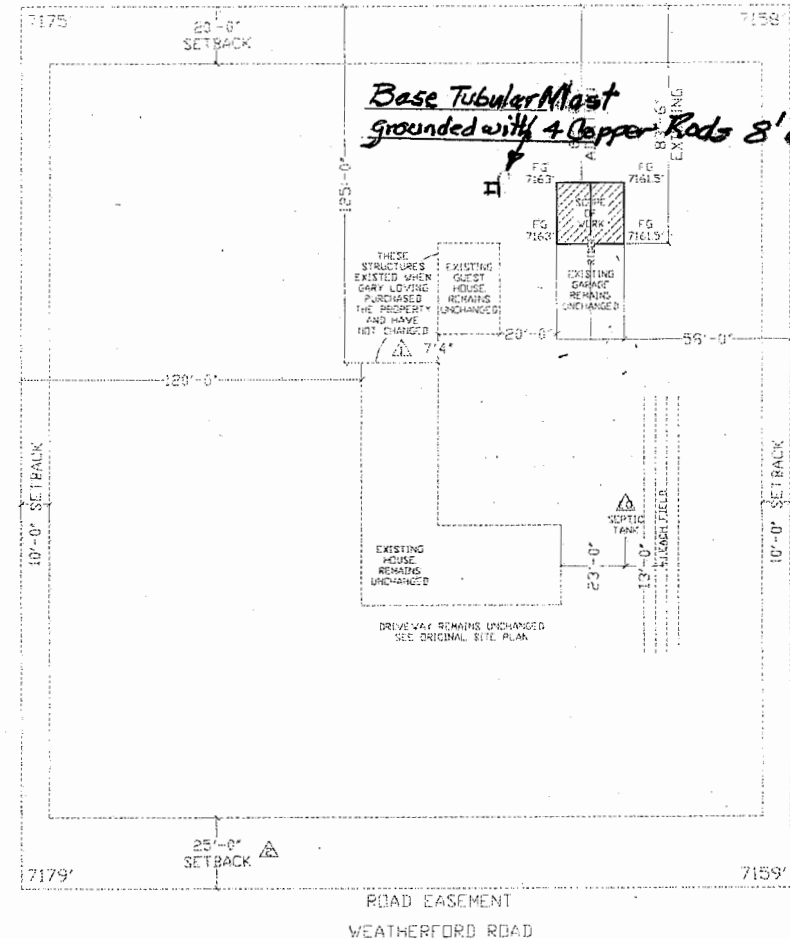 7175'
20'-0"
SETBACK
7158'
Base Tubular Mast
grounded with 4 Copper Rods 8'
83'-6"
EXISTING
125'-0"
FG
7163'
FG
7161.5'
SCOPE
OF
WORK
FG
7163'
FG
7161.5'
THESE
STRUCTURES
EXISTED WHEN
GARY LOVING
PURCHASED
THE PROPERTY
AND HAVE
NOT CHANGED
EXISTING
GUEST
HOUSE
REMAINS
UNCHANGED
EXISTING
GARAGE
REMAINS
UNCHANGED
7'4"
20'-0"
56'-0"
120'-0"
10'-0" SETBACK
10'-0" SETBACK
SEPTIC
TANK
LEACH FIELD
23'-0"
13'-0"
EXISTING
HOUSE
REMAINS
UNCHANGED
DRIVEWAY REMAINS UNCHANGED
SEE ORIGINAL SITE PLAN
25'-0"
SETBACK
7179'
7159'
ROAD EASEMENT
WEATHERFORD ROAD